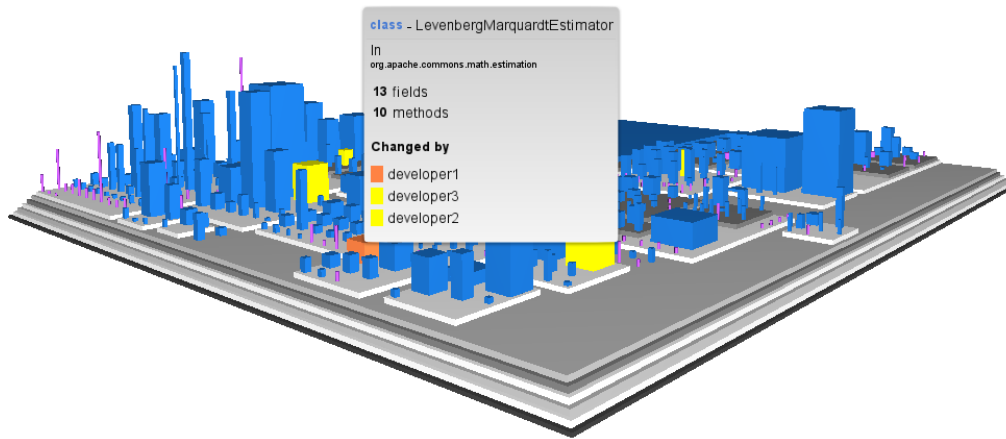 class - LevenbergMarquardtEstimator
In
org.apache.commons.math.estimation
13 fields
10 methods
Changed by
developer1
developer3
developer2